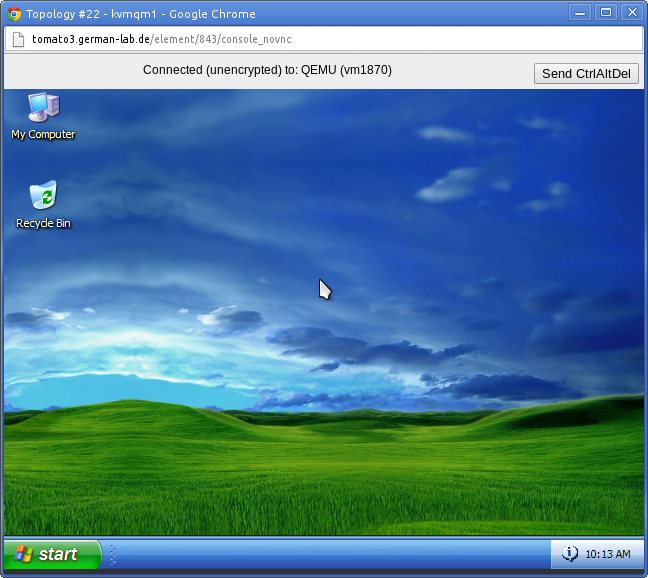 Topology #22 - kvmqm1 - Google Chrome
tomato3.german-lab.de/element/843/console_novnc
Connected (unencrypted) to: QEMU (vm1870)
Send CtrlAltDel
My Computer
Recycle Bin
start
10:13 AM